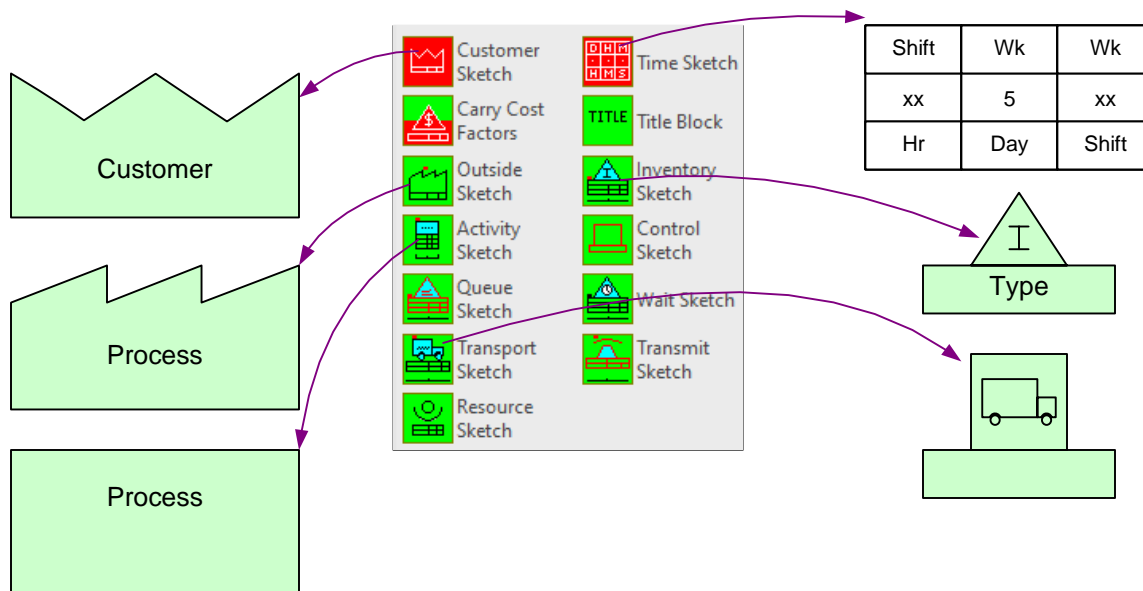 Customer
Process
Process
Customer
Sketch
Carry Cost
Factors
Outside
Sketch
Activity
Sketch
Queue
Sketch
Transport
Sketch
Resource
Sketch
D H M
H M S
Time Sketch
TITLE
Title Block
I
Inventory
Sketch
Control
Sketch
Wait Sketch
Transmit
Sketch
$
Shift Wk Wk
xx 5 xx
Hr Day Shift
I
Type